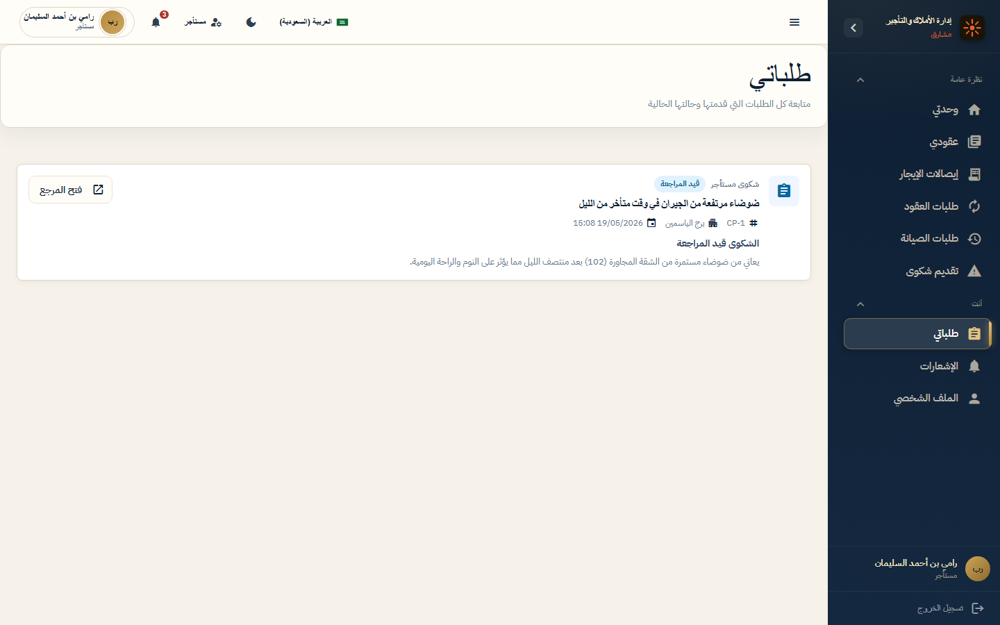 إدارة الأملاك والتأجير
مشارق
نظرة عامة
وحدتي
عقودي
إيصالات الإيجار
طلبات العقود
طلبات الصيانة
تقديم شكوى
أنت
طلباتي
الإشعارات
الملف الشخصي
رامي بن أحمد السليمان
مستأجر
رب
تسجيل الخروج
العربية (السعودية)
مستأجر
3
رب
رامي بن أحمد السليمان
مستأجر
طلباتي
متابعة كل الطلبات التي قدمتها وحالتها الحالية
شكوى مستأجر قيد المراجعة
ضوضاء مرتفعة من الجيران في وقت متأخر من الليل
CP-1 برج الياسمين 19/05/2026 15:08
الشكوى قيد المراجعة
يعاني من ضوضاء مستمرة من الشقة المجاورة (102) بعد منتصف الليل مما يؤثر على النوم والراحة اليومية.
فتح المرجع